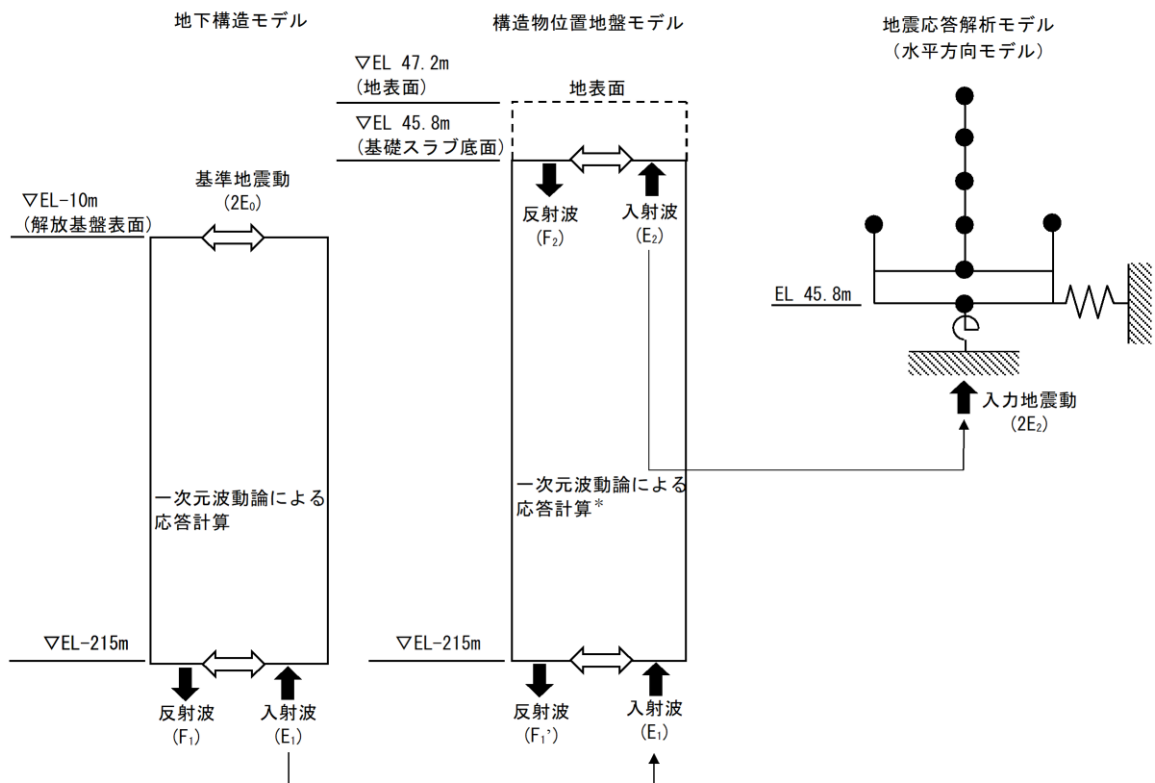 地下構造モデル
▽EL-10m
(解放基盤表面)
基準地震動
(2E₀)
一次元波動論による
応答計算
▽EL-215m
反射波
(F₁)
入射波
(E₁)
構造物位置地盤モデル
▽EL 47.2m
(地表面)
地表面
▽EL 45.8m
(基礎スラブ底面)
反射波
(F₂)
入射波
(E₂)
一次元波動論による
応答計算*
▽EL-215m
反射波
(F₁')
入射波
(E₁)
地震応答解析モデル
(水平方向モデル)
EL 45.8m
入力地震動
(2E₂)